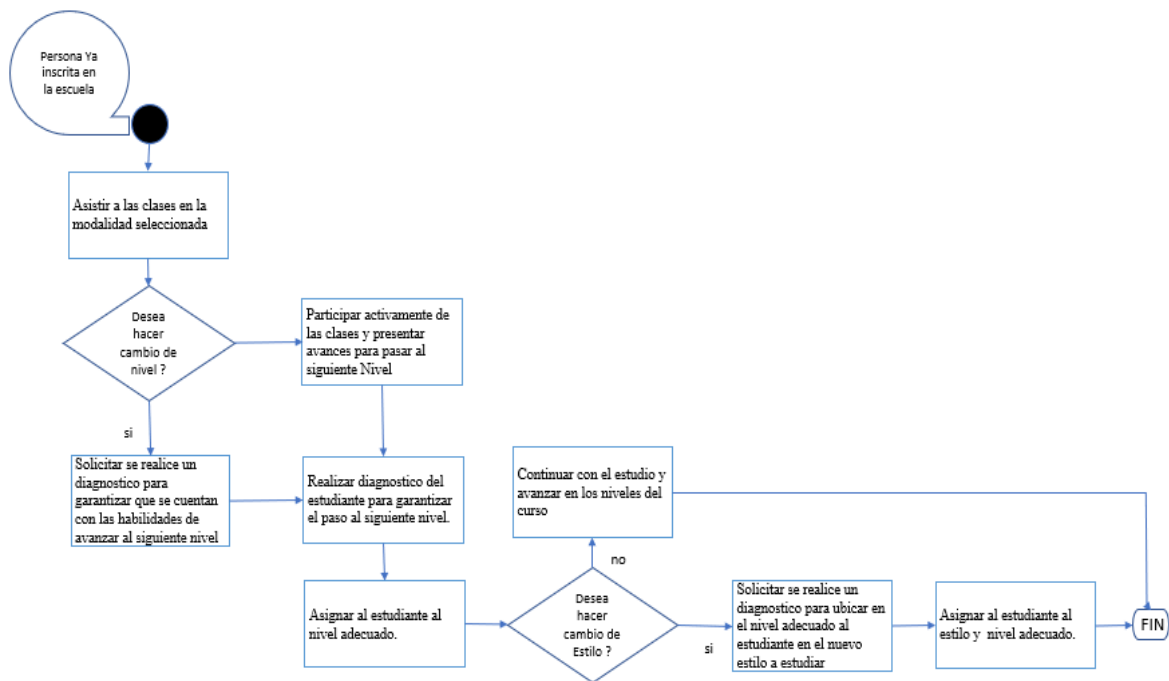 Persona Ya
inscrita en
la escuela
Asistir a las clases en la
modalidad seleccionada
Desea
hacer
cambio de
nivel ?
Participar activamente de
las clases y presentar
avances para pasar al
siguiente Nivel
si
Solicitar se realice un
diagnostico para
garantizar que se cuentan
con las habilidades de
avanzar al siguiente nivel
Realizar diagnostico del
estudiante para garantizar
el paso al siguiente nivel.
Asignar al estudiante al
nivel adecuado.
Desea
hacer
cambio de
Estilo ?
no
Continuar con el estudio y
avanzar en los niveles del
curso
si
Solicitar se realice un
diagnostico para ubicar en
el nivel adecuado al
estudiante en el nuevo
estilo a estudiar
Asignar al estudiante al
estilo y nivel adecuado.
FIN